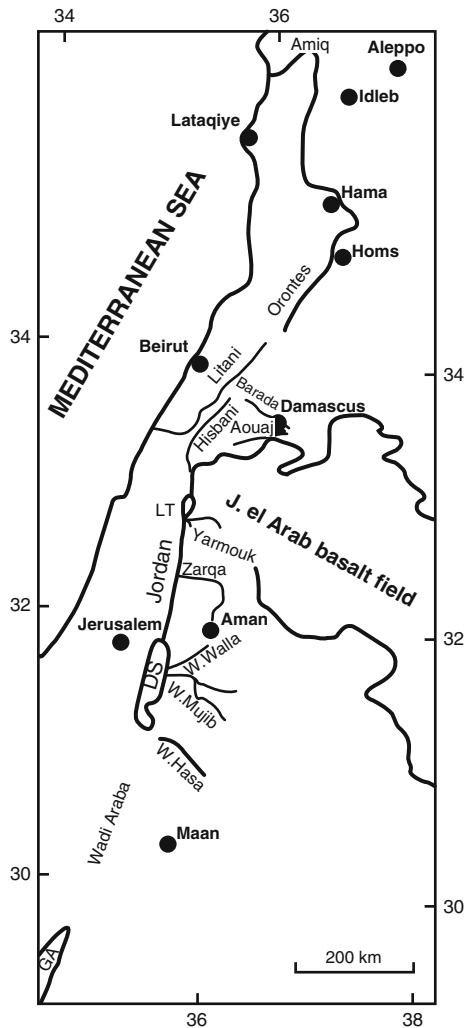 34
36
Amiq
Aleppo
Idleb
Lataqiye
Hama
Homs
MEDITERRANEAN SEA
Orontes
34
Beirut
Litani
34
Barada
Damascus
Hisbani
Aouaj
LT
J. el Arab basalt field
Yarmouk
Jordan
Zarqa
32
Jerusalem
Aman
32
W.Walla
DS
W.Mujib
W.Hasa
Wadi Araba
Maan
30
30
GA
200 km
36
38